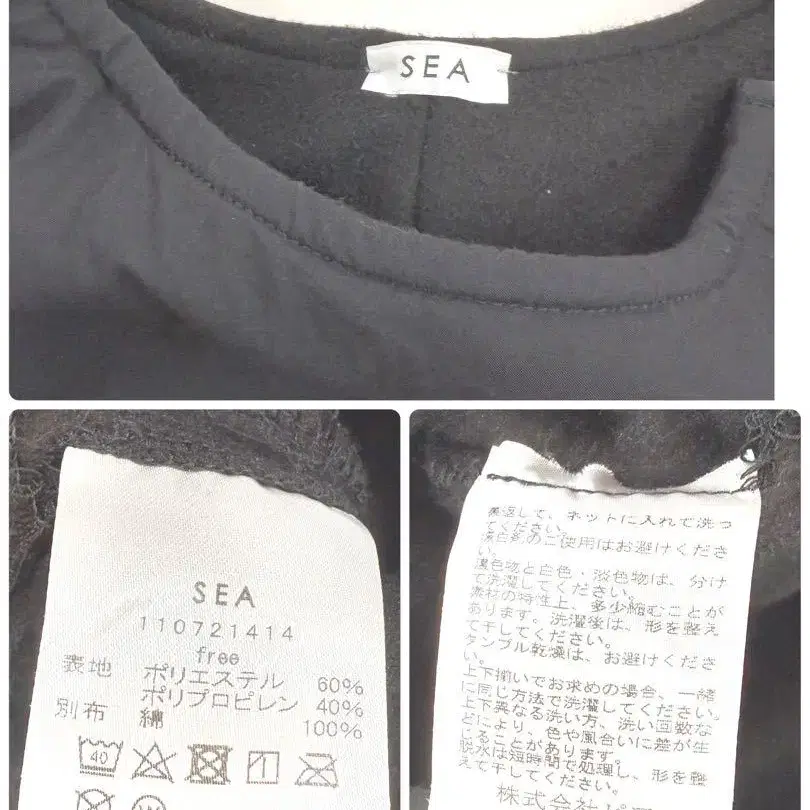 SEA
SEA
110721414
free
表地 ポリエステル 60%
ポリプロピレン 40%
別布 綿 100%
40
裏返して、ネットに入れて洗っ
てください。
漂白剤のご使用はお避けくださ
い。
濃色物と白色・淡色物は、分け
て洗濯してください。
素材の特性上、多少縮むことが
あります。洗濯後は、形を整え
て干してください。
タンブル乾燥は、お避けくださ
い。
上下揃いでお求めの場合、一緒
に同じ方法で洗濯してください。
上下異なる洗い方、洗い回数な
どにより、色や風合いに差が生
じることがあります。
脱水は短時間で処理し、形を整
えて干してください。
株式会社